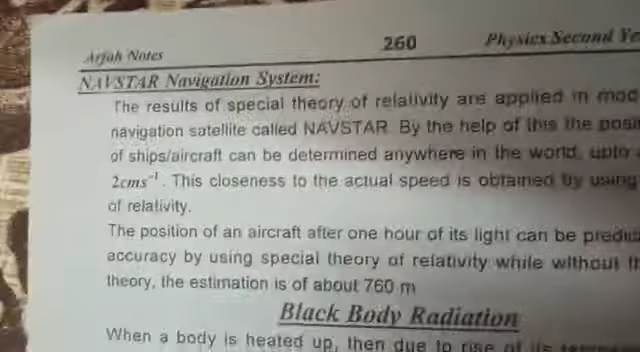 Arfah Notes 260 Physics Second Ye
NAVSTAR Navigation System:
The results of special theory of relativity are applied in mod
navigation satellite called NAVSTAR. By the help of this the posi
of ships/aircraft can be determined anywhere in the world, upto
2cms⁻¹. This closeness to the actual speed is obtained by using
of relativity.
The position of an aircraft after one hour of its light can be predic
accuracy by using special theory of relativity while without th
theory, the estimation is of about 760 m
Black Body Radiation
When a body is heated up, then due to rise of its